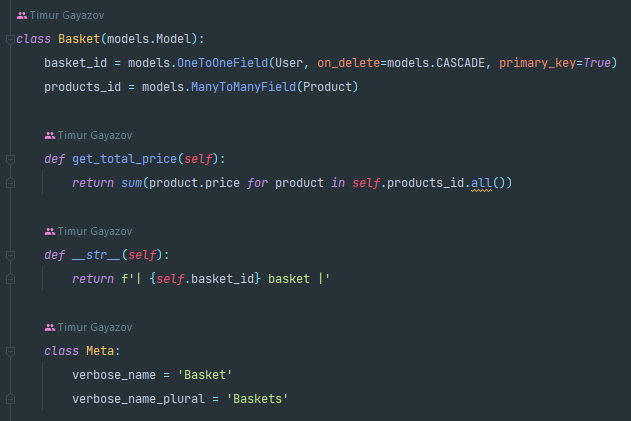 Timur Gayazov
class Basket(models.Model):
    basket_id = models.OneToOneField(User, on_delete=models.CASCADE, primary_key=True)
    products_id = models.ManyToManyField(Product)
    Timur Gayazov
    def get_total_price(self):
        return sum(product.price for product in self.products_id.all())
    Timur Gayazov
    def __str__(self):
        return f'| {self.basket_id} basket |'
    Timur Gayazov
    class Meta:
        verbose_name = 'Basket'
        verbose_name_plural = 'Baskets'